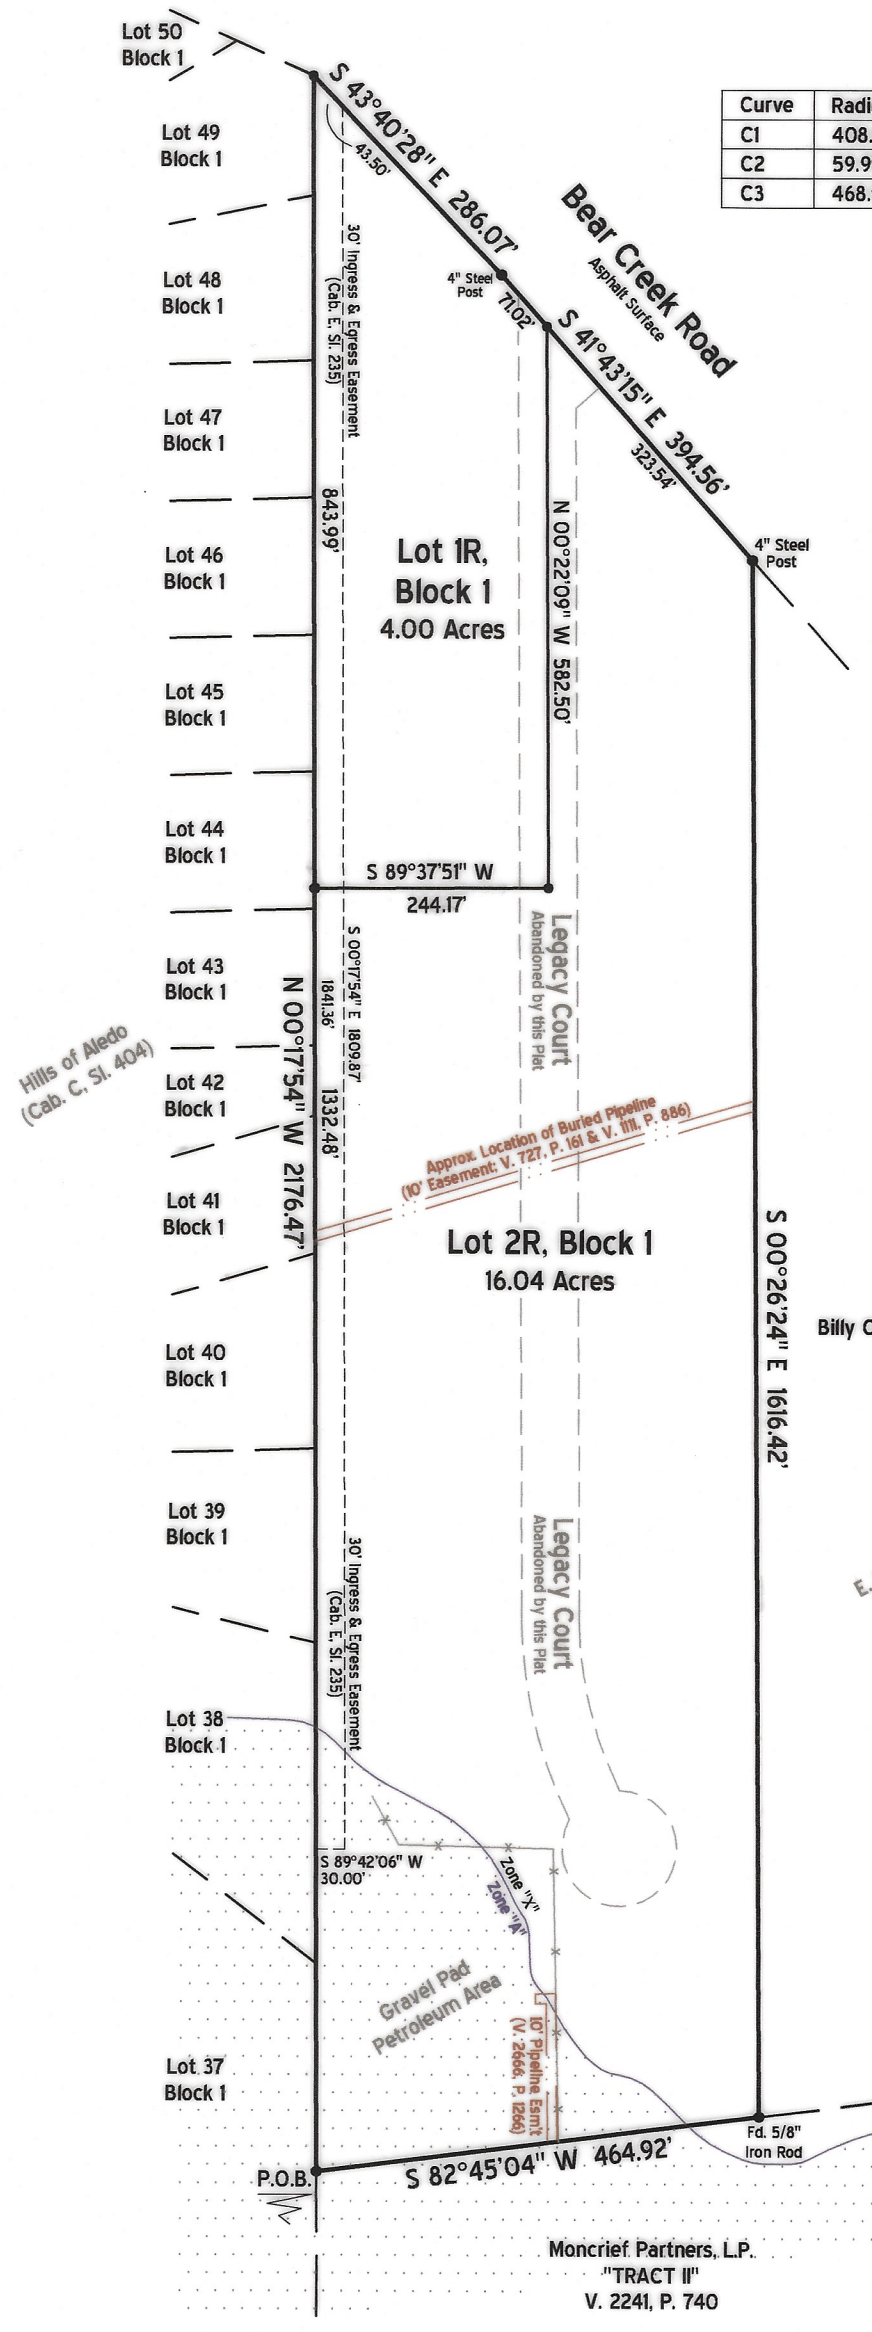 Lot 50
Block 1
Lot 49
Block 1
Lot 48
Block 1
Lot 47
Block 1
Lot 46
Block 1
Lot 45
Block 1
Lot 44
Block 1
Lot 43
Block 1
Lot 42
Block 1
Lot 41
Block 1
Lot 40
Block 1
Lot 39
Block 1
Lot 38
Block 1
Lot 37
Block 1
Hills of Aledo
(Cab. C, Sl. 404)
Curve Radi
C1 408.
C2 59.9
C3 468.
S 43°40'28" E 286.07'
43.50'
Bear Creek Road
Asphalt Surface
4" Steel
Post
71.02'
S 41°43'15" E 394.56'
323.54'
4" Steel
Post
30' Ingress & Egress Easement
(Cab. E, Sl. 235)
843.99'
Lot 1R,
Block 1
4.00 Acres
N 00°22'09" W 582.50'
S 89°37'51" W
244.17'
Legacy Court
Abandoned by this Plat
S 00°17'54" E 1809.87'
1841.36'
1332.48'
N 00°17'54" W 2176.47'
Approx. Location of Buried Pipeline
(10' Easement; V. 727, P. 161 & V. 1111, P. 886)
Lot 2R, Block 1
16.04 Acres
S 00°26'24" E 1616.42'
Billy
Legacy Court
Abandoned by this Plat
30' Ingress & Egress Easement
(Cab. E, Sl. 235)
E.
S 89°42'06" W
30.00'
Zone "X"
Zone "A"
Gravel Pad
Petroleum Area
10' Pipeline Esm't
(V. 2666, P. 1266)
Fd. 5/8"
Iron Rod
P.O.B.
S 82°45'04" W 464.92'
Moncrief Partners, L.P.
"TRACT II"
V. 2241, P. 740